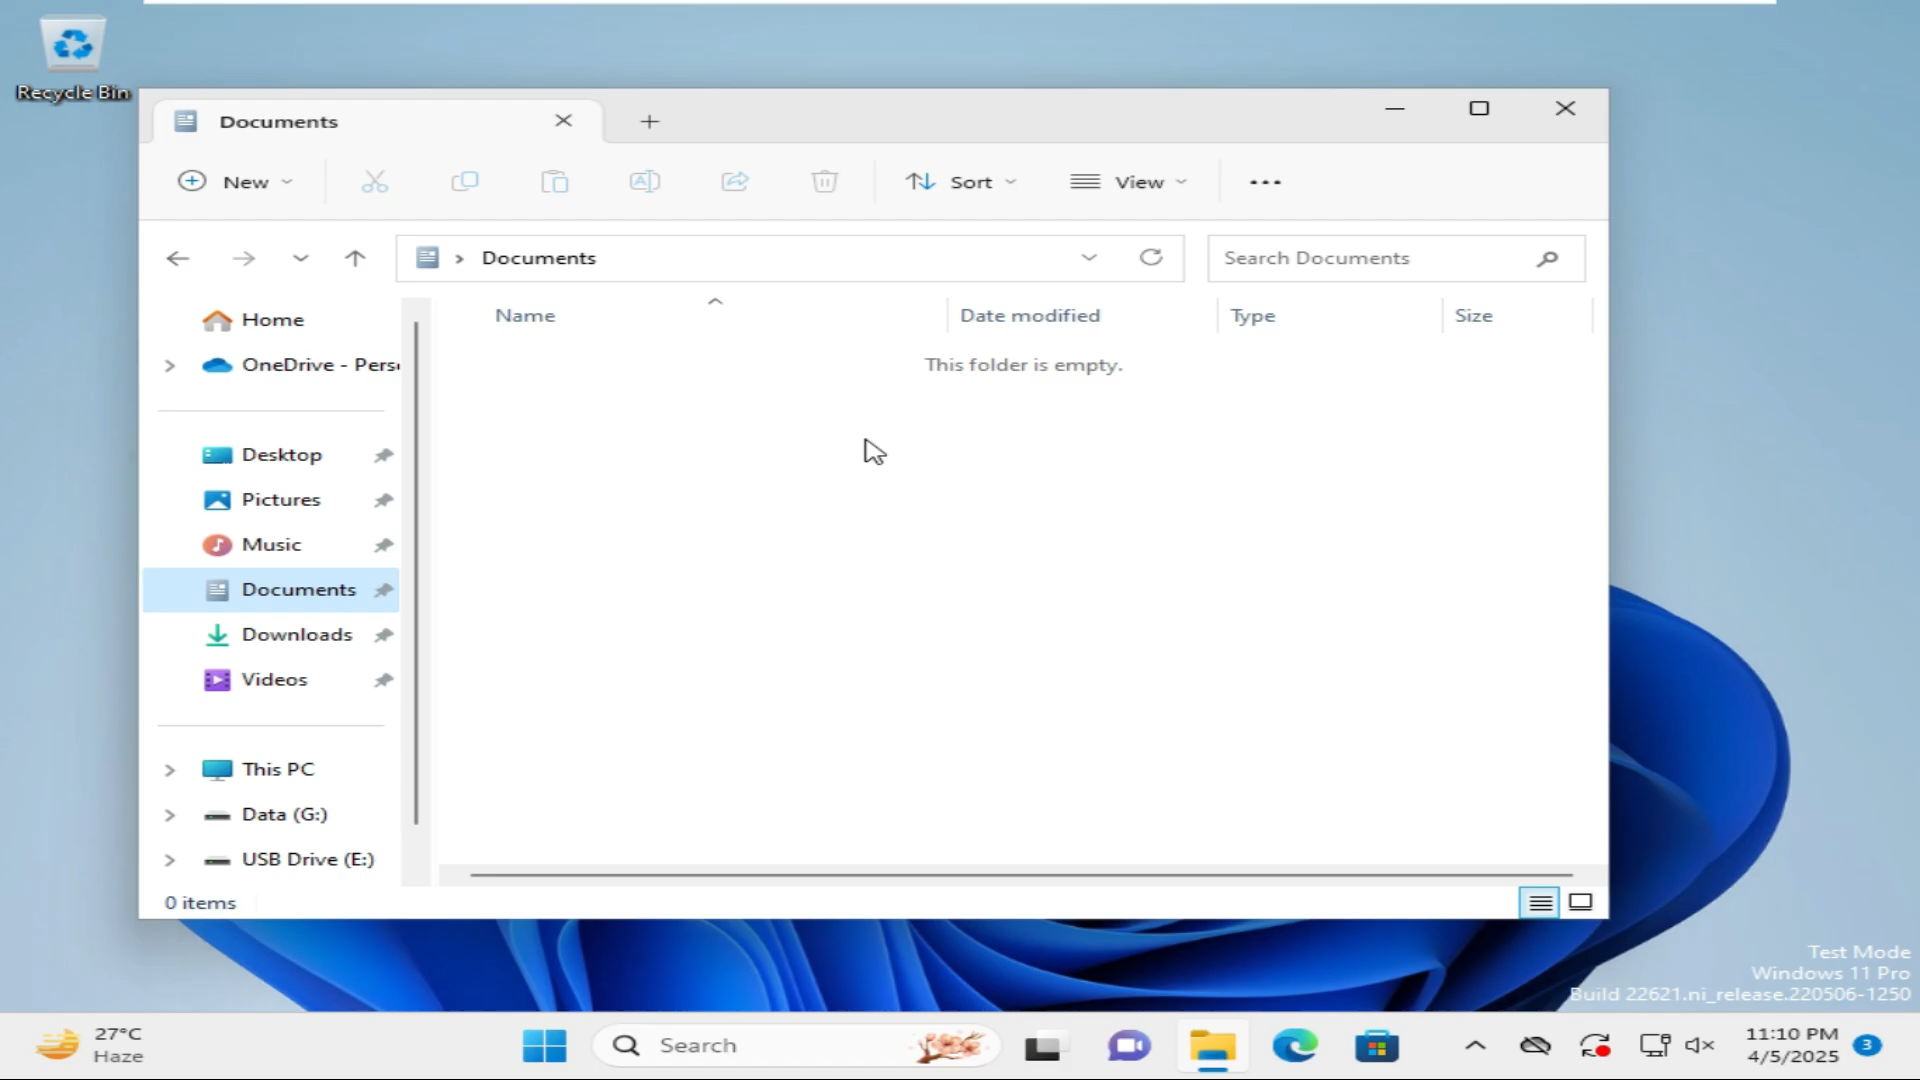 Recycle Bin
Documents
New
Sort
View
Documents
Search Documents
Name
Date modified
Type
Size
This folder is empty.
Home
OneDrive - Pers
Desktop
Pictures
Music
Documents
Downloads
Videos
This PC
Data (G:)
USB Drive (E:)
0 items
Test Mode
Windows 11 Pro
Build 22621.ni_release.220506-1250
27°C
Haze
Search
11:10 PM
4/5/2025
3